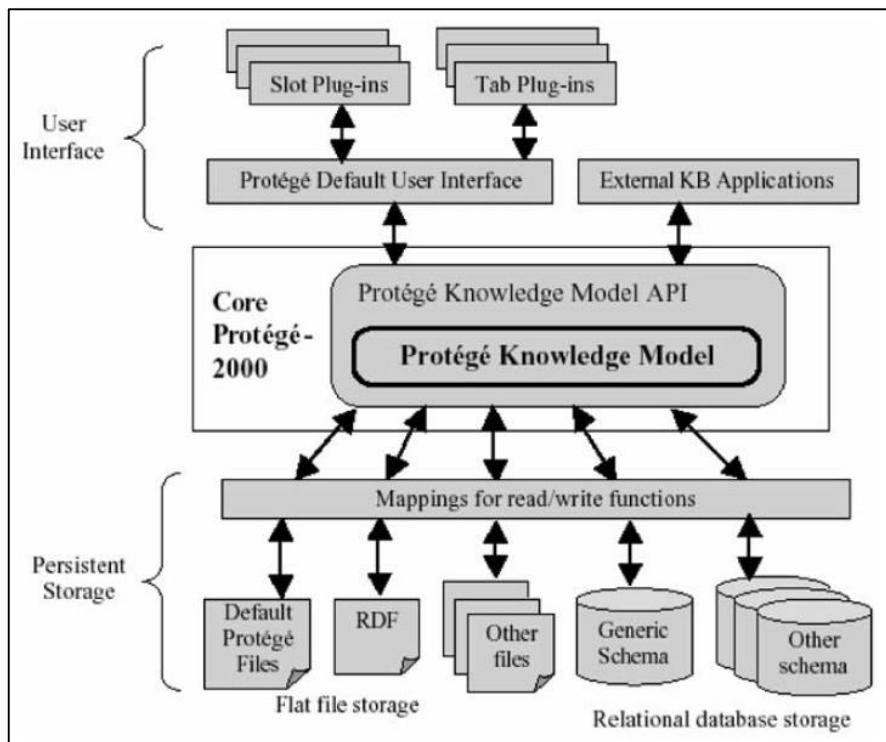 Slot Plug-ins
Tab Plug-ins
User
Interface
Protégé Default User Interface
External KB Applications
Core
Protégé-
2000
Protégé Knowledge Model API
Protégé Knowledge Model
Mappings for read/write functions
Persistent
Storage
Default
Protégé
Files
RDF
Other
files
Generic
Schema
Other
schema
Flat file storage
Relational database storage